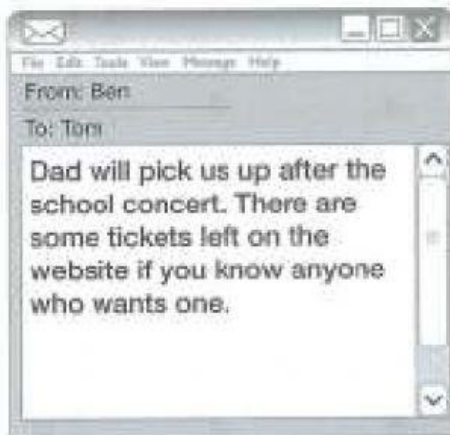 File Edit Tools View Message Help
From: Ben
To: Tom
Dad will pick us up after the
school concert. There are
some tickets left on the
website if you know anyone
who wants one.